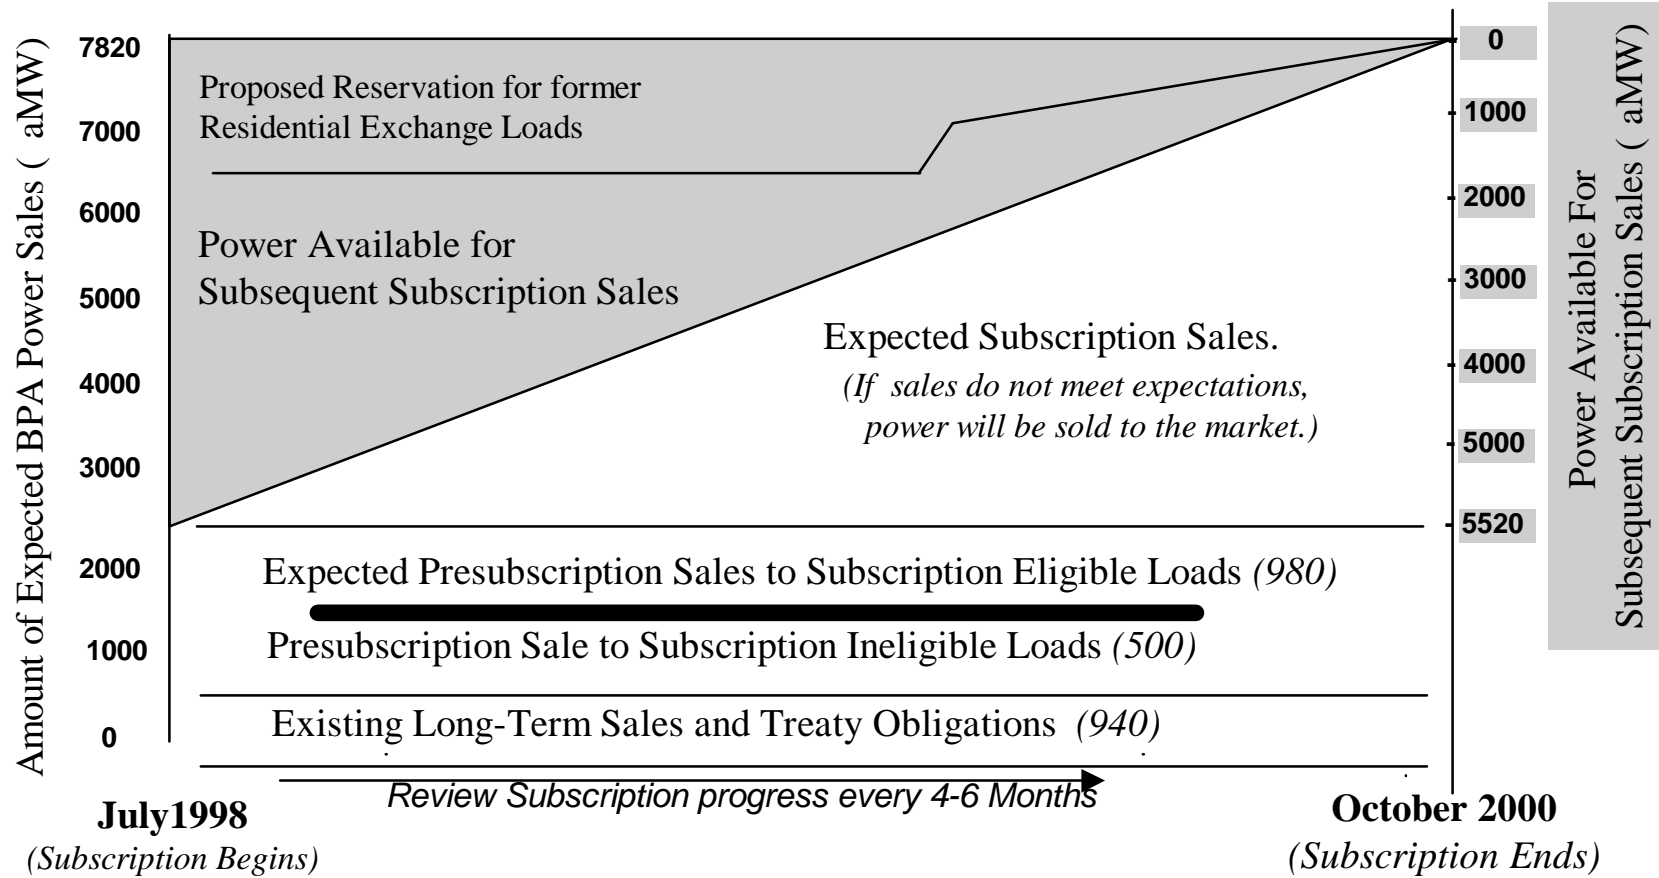 Amount of Expected BPA Power Sales ( aMW)
7820
7000
6000
5000
4000
3000
2000
1000
0
Proposed Reservation for former
Residential Exchange Loads
Power Available for
Subsequent Subscription Sales
Expected Subscription Sales.
(If sales do not meet expectations,
power will be sold to the market.)
Expected Presubscription Sales to Subscription Eligible Loads (980)
Presubscription Sale to Subscription Ineligible Loads (500)
Existing Long-Term Sales and Treaty Obligations (940)
Review Subscription progress every 4-6 Months
0
1000
2000
3000
4000
5000
5520
Power Available For
Subsequent Subscription Sales ( aMW)
July1998
(Subscription Begins)
October 2000
(Subscription Ends)